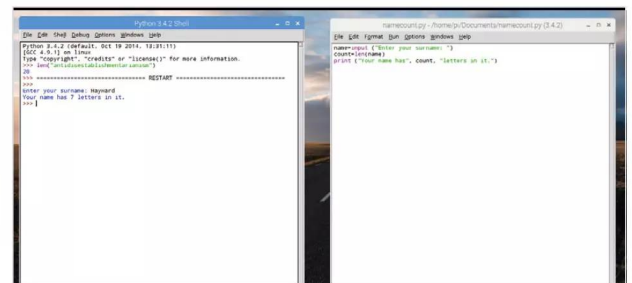 Python 3.4.2 Shell
File Edit Shell Debug Options Windows Help
Python 3.4.2 (default, Oct 19 2014, 13:31:11)
[GCC 4.9.1] on linux
Type "copyright", "credits" or "license()" for more information.
>>> len("antidisestablishmentarianism")
28
>>> ================================ RESTART ================================
>>>
Enter your surname: Hayward
Your name has 7 letters in it.
>>>
namecount.py - /home/pi/Documents/namecount.py (3.4.2)
File Edit Format Run Options Windows Help
name=input ("Enter your surname: ")
count=len(name)
print ("Your name has", count, "letters in it.")